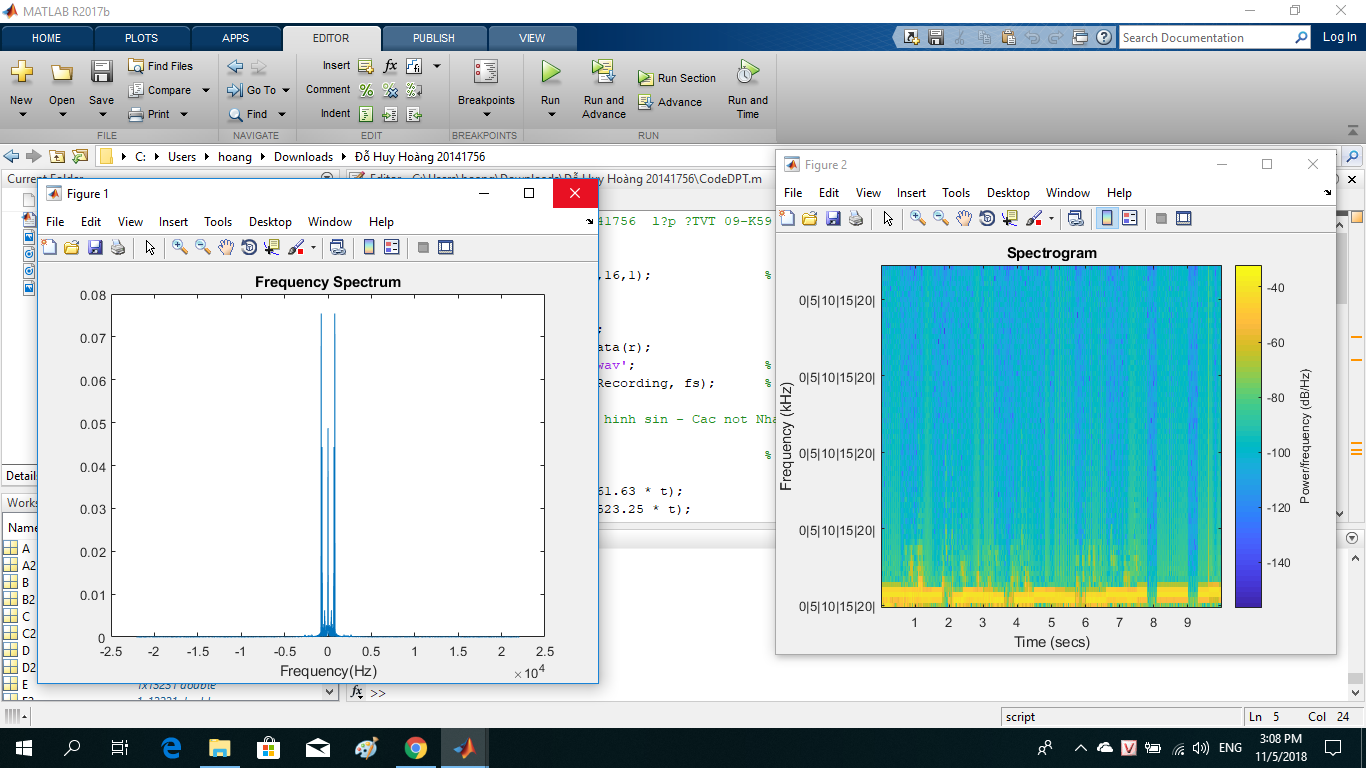 MATLAB R2017b
HOME PLOTS APPS EDITOR PUBLISH VIEW
Search Documentation
Log In
New
Open
Save
Find Files
Compare
Print
FILE
Go To
Find
NAVIGATE
Insert
Comment
Indent
EDIT
Breakpoints
BREAKPOINTS
Run
Run and Advance
Run Section
Advance
Run and Time
RUN
C: Users hoang Downloads Đỗ Huy Hoàng 20141756
Current Folder
Editor - C:\Users\hoang\Downloads\Đỗ Huy Hoàng 20141756\CodeDPT.m
41756 l?p ?TVT 09-K59
,16,1); %
;
ata(r);
wav'; %
Recording, fs); %
hinh sin - Cac not Nha
%
61.63 * t);
523.25 * t);
Details
Works
Name
A
A2
B
B2
C
C2
D
D2
E
1x13231 double
fx >>
Figure 1
File Edit View Insert Tools Desktop Window Help
Frequency Spectrum
0.08
0.07
0.06
0.05
0.04
0.03
0.02
0.01
0
-2.5 -2 -1.5 -1 -0.5 0 0.5 1 1.5 2 2.5
Frequency(Hz)
×10⁴
Figure 2
File Edit View Insert Tools Desktop Window Help
Spectrogram
0|5|10|15|20|
0|5|10|15|20|
0|5|10|15|20|
0|5|10|15|20|
0|5|10|15|20|
Frequency (kHz)
1 2 3 4 5 6 7 8 9
Time (secs)
-40
-60
-80
-100
-120
-140
Power/frequency (dB/Hz)
script
Ln 5 Col 24
ENG
3:08 PM
11/5/2018